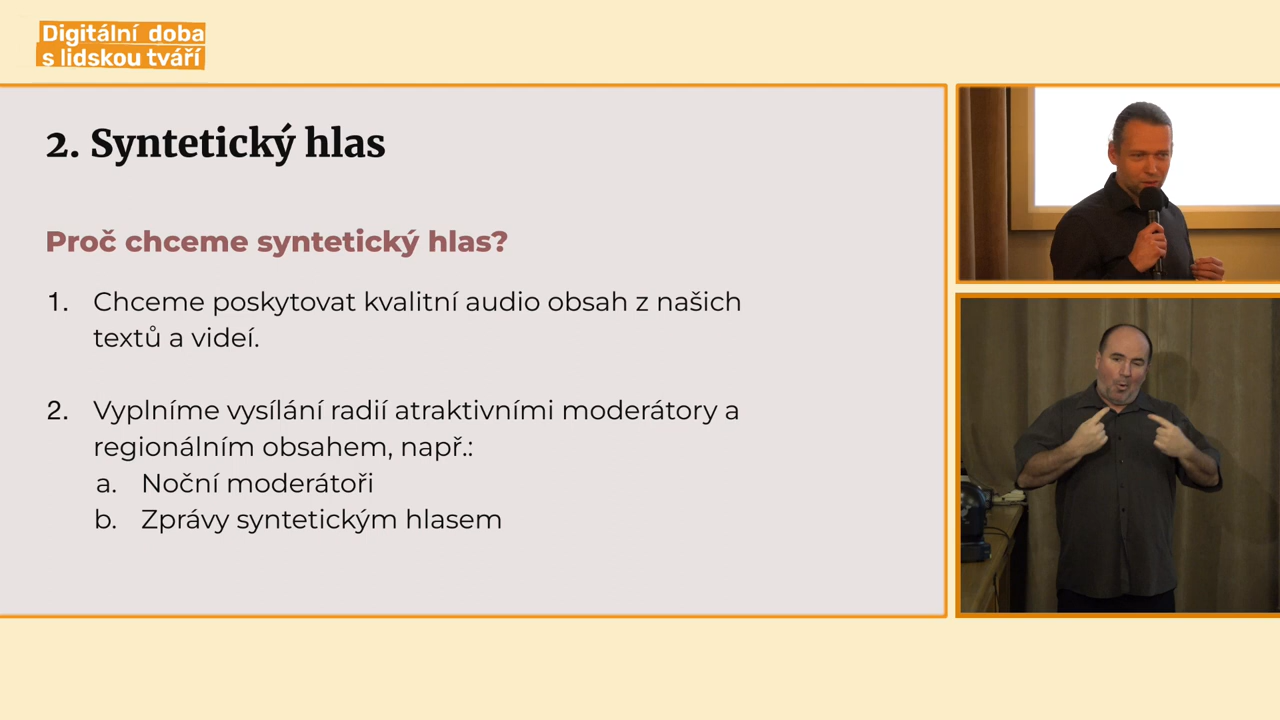 Digitální doba
s lidskou tváří
2. Syntetický hlas
Proč chceme syntetický hlas?
1. Chceme poskytovat kvalitní audio obsah z našich
textů a videí.
2. Vyplníme vysílání radií atraktivními moderátory a
regionálním obsahem, např.:
a. Noční moderátoři
b. Zprávy syntetickým hlasem